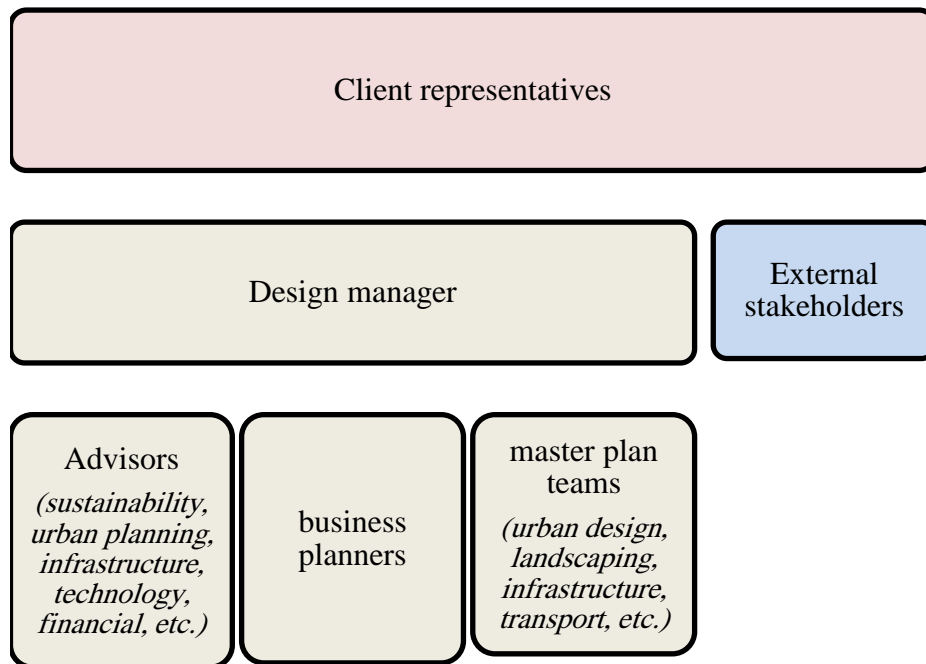 Client representatives
Design manager
External
stakeholders
Advisors
(sustainability,
urban planning,
infrastructure,
technology,
financial, etc.)
business
planners
master plan
teams
(urban design,
landscaping,
infrastructure,
transport, etc.)